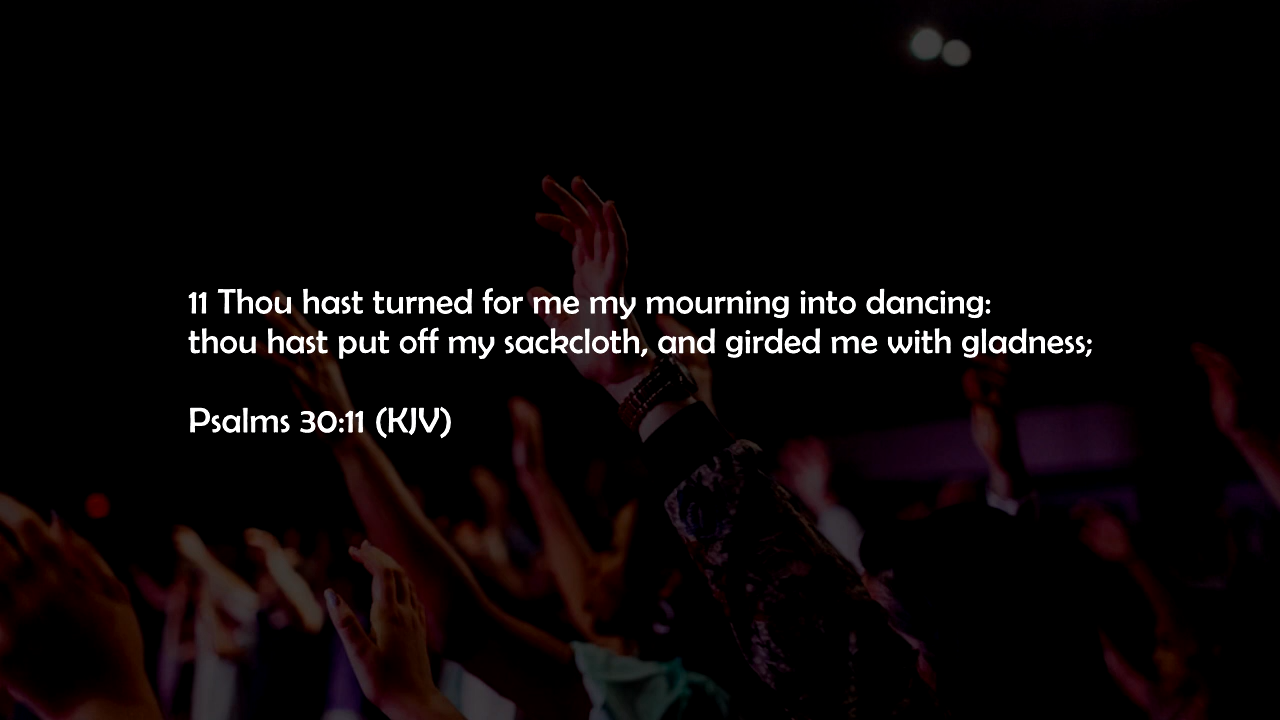 11 Thou hast turned for me my mourning into dancing:
thou hast put off my sackcloth, and girded me with gladness;
Psalms 30:11 (KJV)